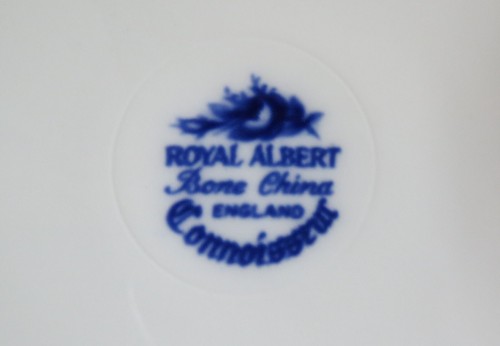 ROYAL ALBERT
Bone China
ENGLAND
Connoisseur